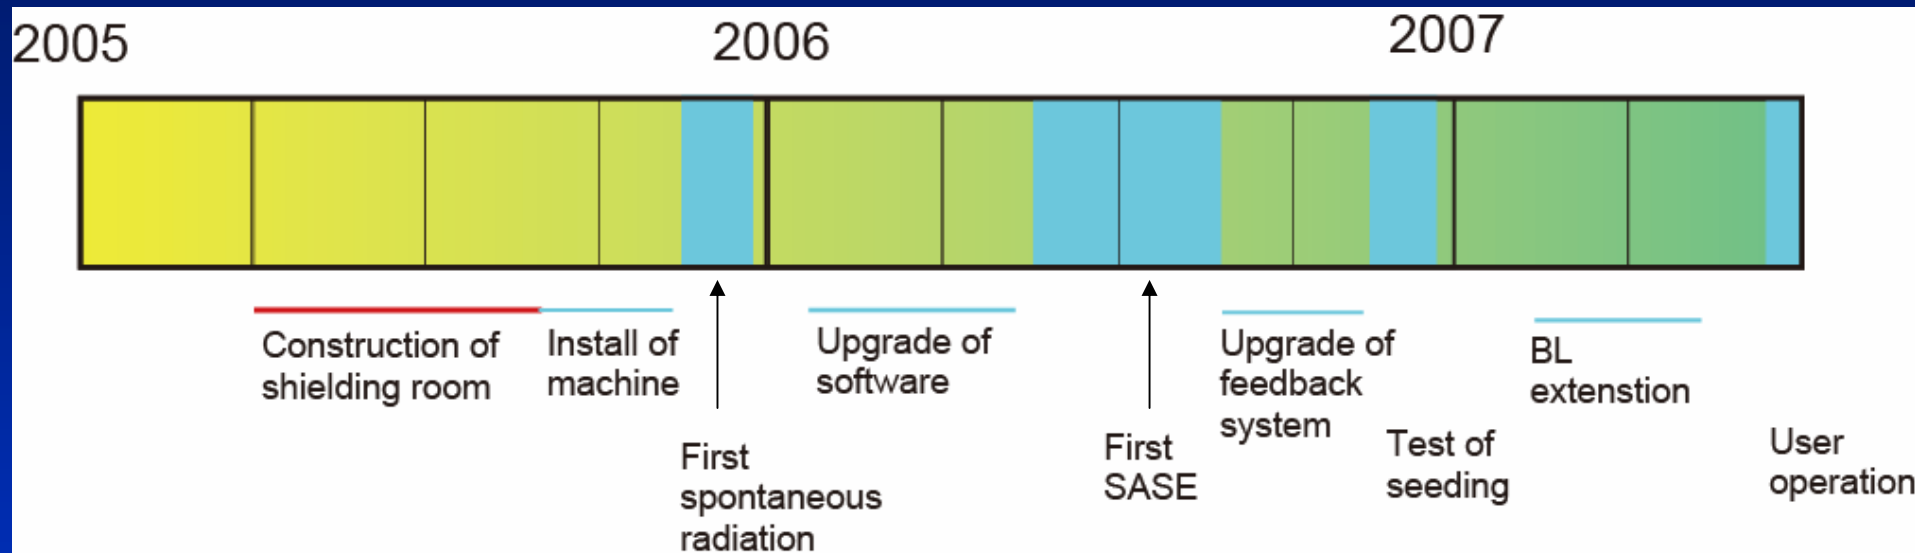 2005
2006
2007
Construction of
shielding room
Install of
machine
First
spontaneous
radiation
Upgrade of
software
First
SASE
Upgrade of
feedback
system
Test of
seeding
BL
extenstion
User
operation